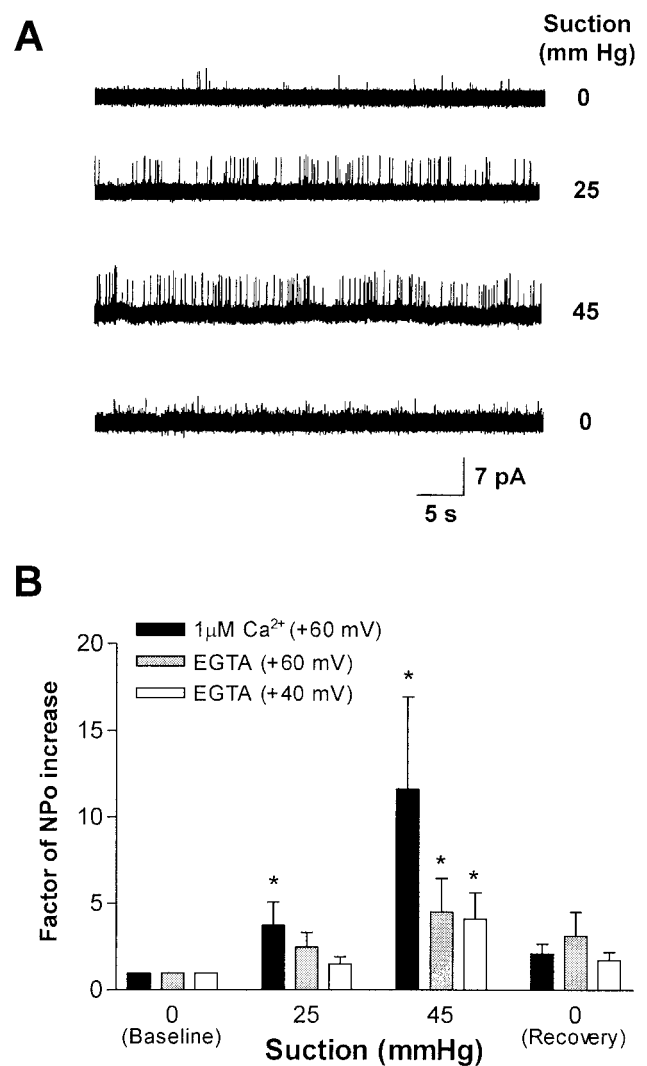 A
Suction
(mm Hg)
0
25
45
0
7 pA
5 s
B
1µM Ca²⁺ (+60 mV)
EGTA (+60 mV)
EGTA (+40 mV)
Factor of NPo increase
20
15
10
5
0
*
*
*
*
0 25 45 0
(Baseline) (Recovery)
Suction (mmHg)